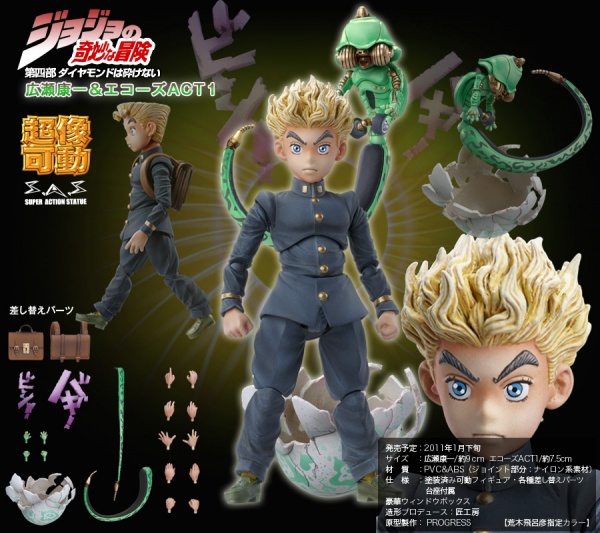 ジョジョの
奇妙な冒険
第四部 ダイヤモンドは砕けない
広瀬康一&エコーズACT1
超像
可動
S.A.S
SUPER ACTION STATUE
差し替えパーツ
発売予定：2011年1月下旬
サイズ：広瀬康一/約9cm エコーズACT1/約7.5cm
材 質：PVC&ABS（ジョイント部分：ナイロン系素材）
仕 様：塗装済み可動フィギュア・各種差し替えパーツ
台座付属
豪華ウィンドウボックス
造形プロデュース：匠工房
原型製作： PROGRESS 【荒木飛呂彦指定カラー】